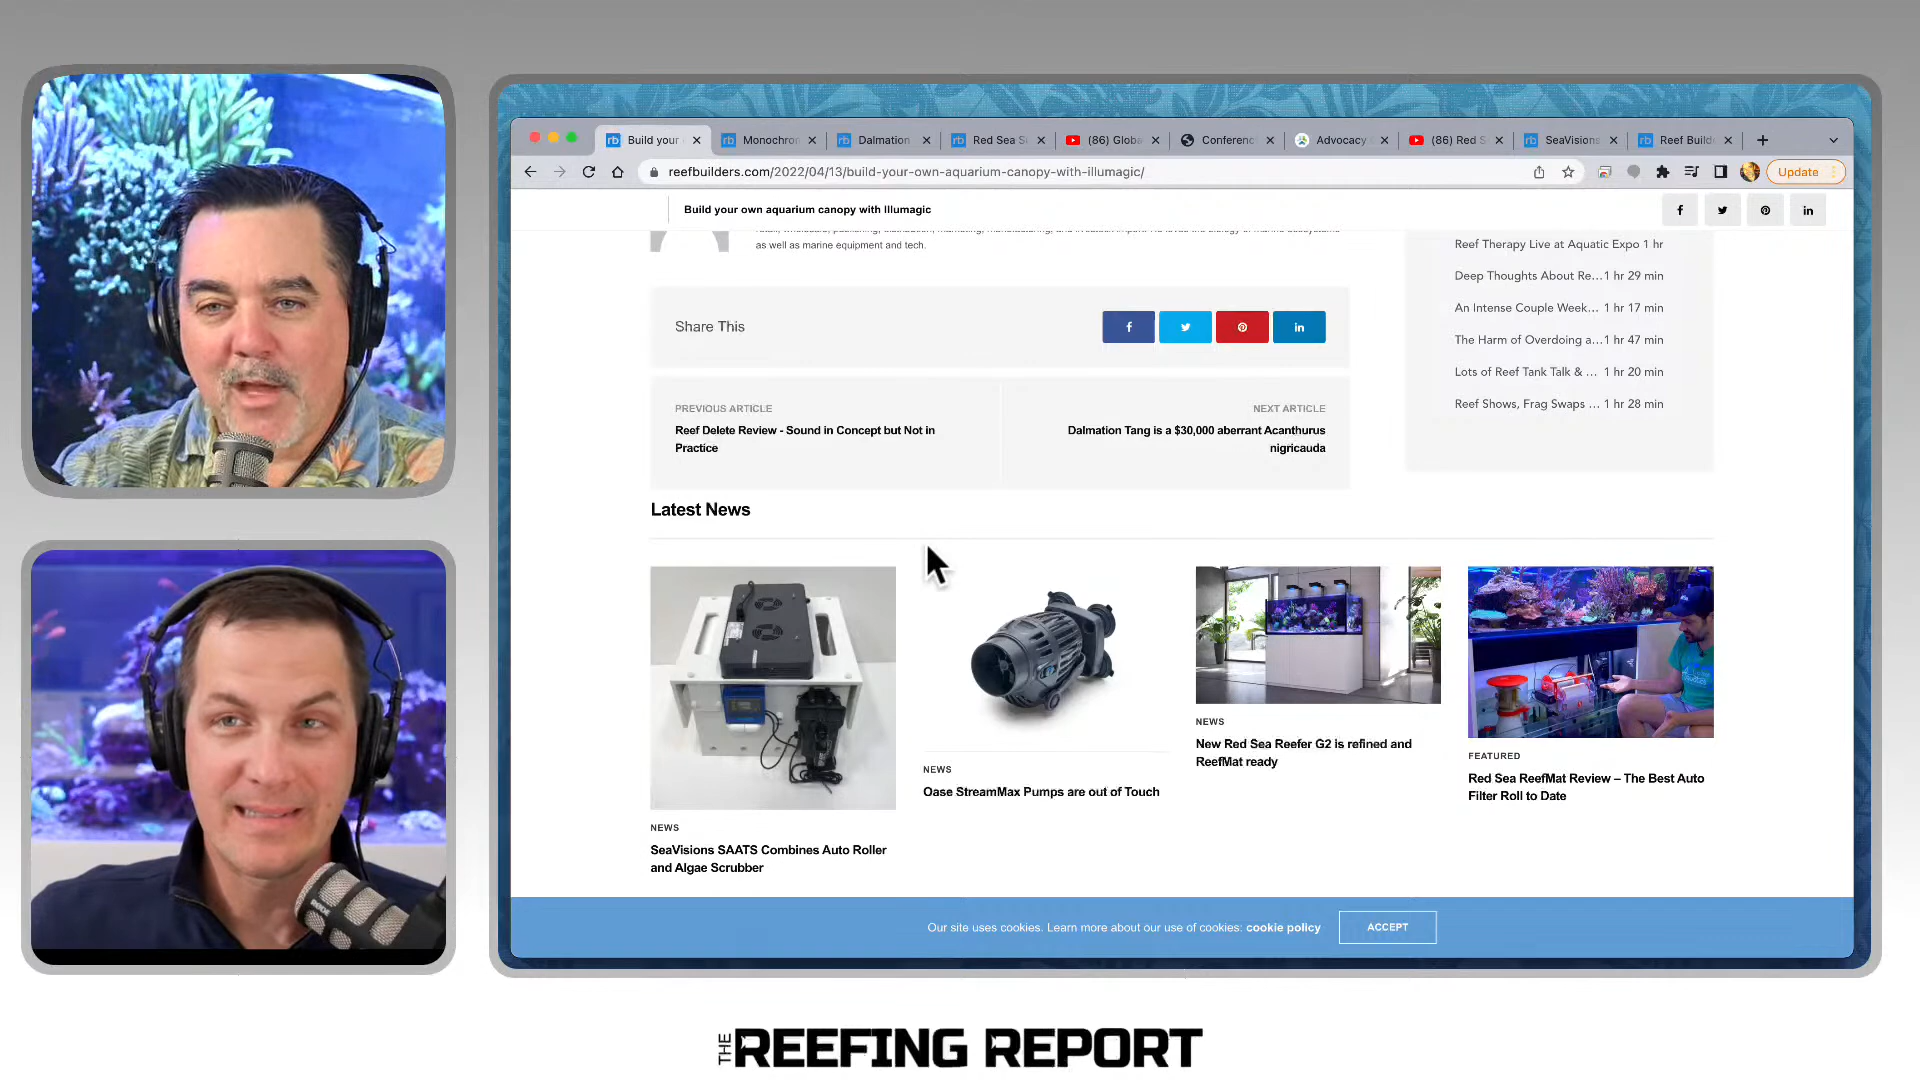 Build your
Monochro
Dalmation
Red Sea S
(86) Globa
Conferenc
Advocacy
(86) Red S
SeaVisions
Reef Builde
reefbuilders.com/2022/04/13/build-your-own-aquarium-canopy-with-illumagic/
Update
Build your own aquarium canopy with Illumagic
as well as marine equipment and tech.
Reef Therapy Live at Aquatic Expo 1 hr
Deep Thoughts About Re... 1 hr 29 min
An Intense Couple Week... 1 hr 17 min
The Harm of Overdoing a... 1 hr 47 min
Lots of Reef Tank Talk & ... 1 hr 20 min
Reef Shows, Frag Swaps ... 1 hr 28 min
Share This
PREVIOUS ARTICLE
Reef Delete Review - Sound in Concept but Not in
Practice
NEXT ARTICLE
Dalmation Tang is a $30,000 aberrant Acanthurus
nigricauda
Latest News
NEWS
SeaVisions SAATS Combines Auto Roller
and Algae Scrubber
NEWS
Oase StreamMax Pumps are out of Touch
NEWS
New Red Sea Reefer G2 is refined and
ReefMat ready
FEATURED
Red Sea ReefMat Review – The Best Auto
Filter Roll to Date
Our site uses cookies. Learn more about our use of cookies: cookie policy
ACCEPT
RODE
THE REEFING REPORT